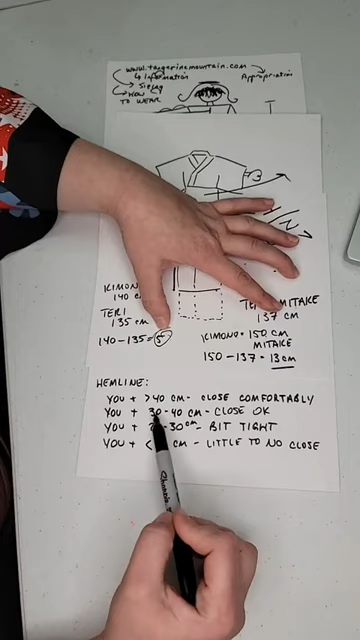 www.tangerinemountain.com
↳ Information
→ Sizing
→ How
TO WEAR
Appropriation
KIMONO
140 cm
TERI
135 cm
140-135=5
MITAKE
137 cm
KIMONO = 150 cm
MITAKE
150-137=13cm
HEMLINE:
YOU + >40 cm - CLOSE COMFORTABLY
YOU + 30-40 cm - CLOSE OK
YOU + -30cm - BIT TIGHT
YOU + < cm - LITTLE TO NO CLOSE